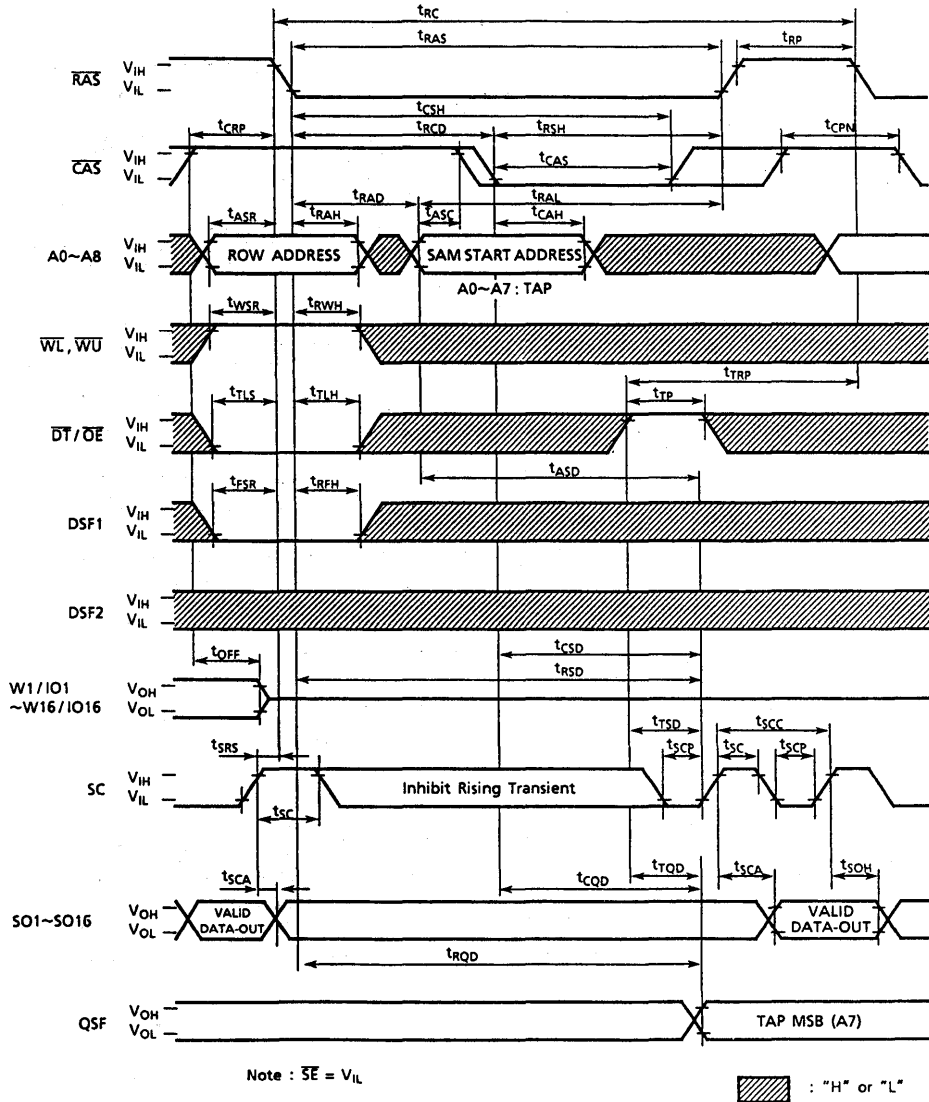 tRC
tRAS
tRP
RAS VIH
VIL
tCSH
tCRP tRCD tRSH tCPN
CAS VIH
VIL
tCAS
tRAD tRAL
tASR tRAH tASC tCAH
A0~A8 VIH
VIL
ROW ADDRESS SAM START ADDRESS
A0~A7 : TAP
tWSR tRWH
WL , WU VIH
VIL
tTRP
tTLS tTLH tTP
DT / OE VIH
VIL
tASD
tFSR tRFH
DSF1 VIH
VIL
DSF2 VIH
VIL
tCSD
tOFF tRSD
W1/IO1
~W16/IO16
VOH
VOL
tTSD tSCC
tSRS tSCP tSC tSCP
SC VIH
VIL
Inhibit Rising Transient
tSC
tTQD
tSCA tCQD tSCA tSOH
SO1~SO16 VOH
VOL
VALID
DATA-OUT
VALID
DATA-OUT
tRQD
QSF VOH
VOL
TAP MSB (A7)
Note : SE = VIL
: "H" or "L"